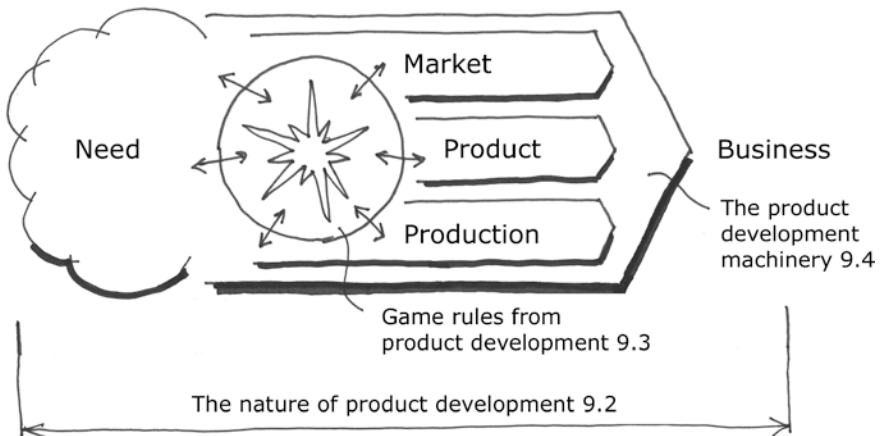 Market
Need
Product
Business
Production
The product
development
machinery 9.4
Game rules from
product development 9.3
The nature of product development 9.2